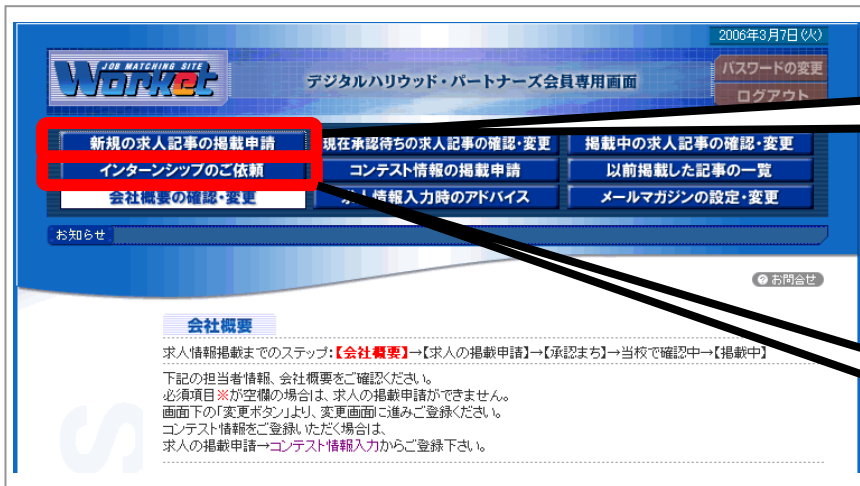 2006年3月7日(火)
JOB MATCHING SITE
Worket
デジタルハリウッド・パートナーズ会員専用画面
パスワードの変更
ログアウト
新規の求人記事の掲載申請
現在承認待ちの求人記事の確認・変更
掲載中の求人記事の確認・変更
インターンシップのご依頼
コンテスト情報の掲載申請
以前掲載した記事の一覧
会社概要の確認・変更
求人情報入力時のアドバイス
メールマガジンの設定・変更
お知らせ
お問合せ
会社概要
求人情報掲載までのステップ:【会社概要】→【求人の掲載申請】→【承認まち】→当校で確認中→【掲載中】
下記の担当者情報、会社概要をご確認ください。
必須項目※が空欄の場合は、求人の掲載申請ができません。
画面下の「変更ボタン」より、変更画面に進みご登録ください。
コンテスト情報をご登録いただく場合は、
求人の掲載申請→コンテスト情報入力からご登録下さい。